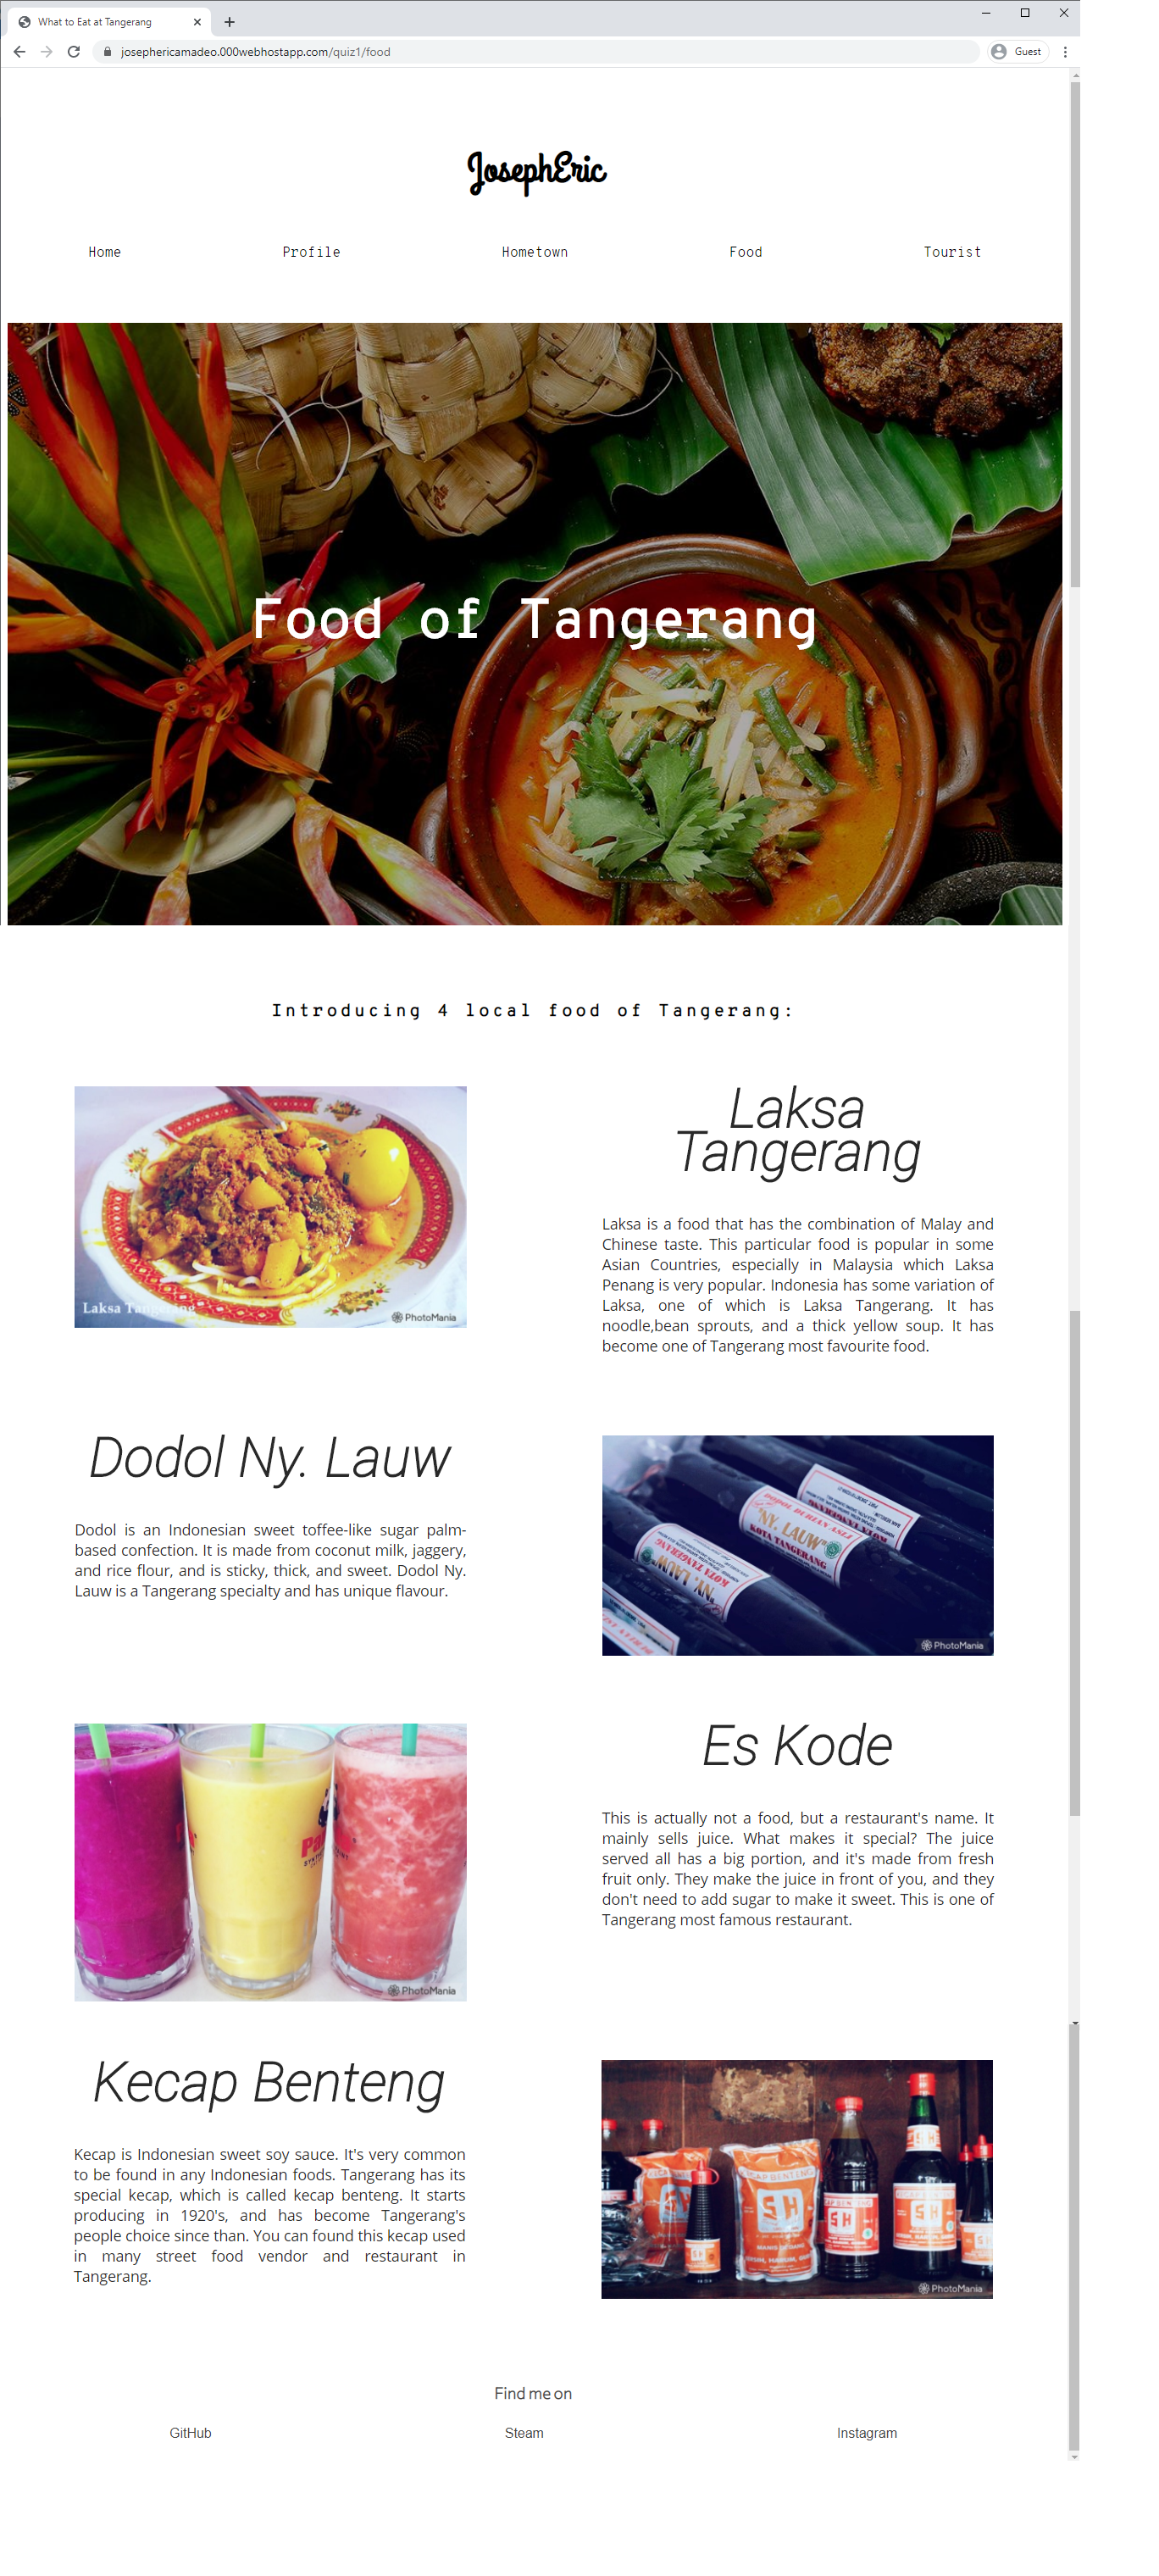 What to Eat at Tangerang
josephericamadeo.000webhostapp.com/quiz1/food
Guest
JosephEric
Home
Profile
Hometown
Food
Tourist
Food of Tangerang
Introducing 4 local food of Tangerang:
Laksa Tangerang
PhotoMania
Laksa
Tangerang
Laksa is a food that has the combination of Malay and
Chinese taste. This particular food is popular in some
Asian Countries, especially in Malaysia which Laksa
Penang is very popular. Indonesia has some variation of
Laksa, one of which is Laksa Tangerang. It has
noodle,bean sprouts, and a thick yellow soup. It has
become one of Tangerang most favourite food.
Dodol Ny. Lauw
Dodol is an Indonesian sweet toffee-like sugar palm-
based confection. It is made from coconut milk, jaggery,
and rice flour, and is sticky, thick, and sweet. Dodol Ny.
Lauw is a Tangerang specialty and has unique flavour.
DODOL DURIAN ASLI
"NY. LAUW"
KOTA TANGERANG
NY. LAUW
KOTA TANGERANG
PhotoMania
PhotoMania
Es Kode
This is actually not a food, but a restaurant's name. It
mainly sells juice. What makes it special? The juice
served all has a big portion, and it's made from fresh
fruit only. They make the juice in front of you, and they
don't need to add sugar to make it sweet. This is one of
Tangerang most famous restaurant.
Kecap Benteng
Kecap is Indonesian sweet soy sauce. It's very common
to be found in any Indonesian foods. Tangerang has its
special kecap, which is called kecap benteng. It starts
producing in 1920's, and has become Tangerang's
people choice since than. You can found this kecap used
in many street food vendor and restaurant in
Tangerang.
KECAP BENTENG
SH
SH
SH
PhotoMania
Find me on
GitHub
Steam
Instagram